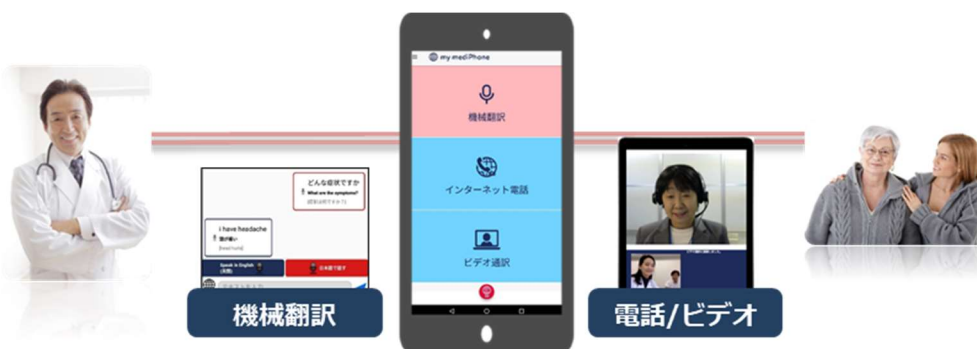 my mediPhone
機械翻訳
インターネット電話
ビデオ通訳
どんな症状ですか
What are the symptoms?
i have headache
頭が痛い
Speak in English
(英語)
日本語で話す
機械翻訳
電話/ビデオ